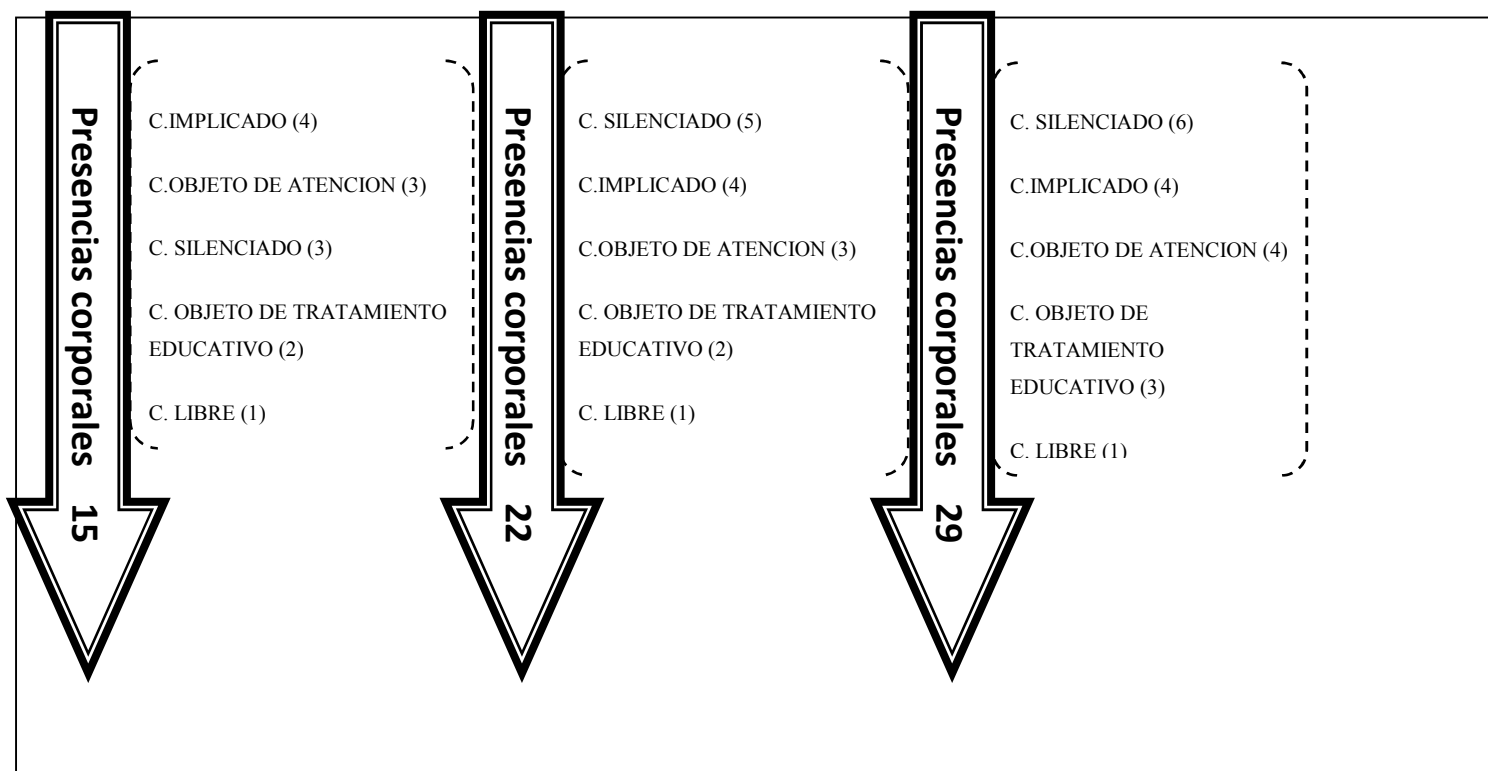 Presencias corporales 15
C.IMPLICADO (4)
C.OBJETO DE ATENCION (3)
C. SILENCIADO (3)
C. OBJETO DE TRATAMIENTO
EDUCATIVO (2)
C. LIBRE (1)
Presencias corporales 22
C. SILENCIADO (5)
C.IMPLICADO (4)
C.OBJETO DE ATENCION (3)
C. OBJETO DE TRATAMIENTO
EDUCATIVO (2)
C. LIBRE (1)
Presencias corporales 29
C. SILENCIADO (6)
C.IMPLICADO (4)
C.OBJETO DE ATENCION (4)
C. OBJETO DE
TRATAMIENTO
EDUCATIVO (3)
C. LIBRE (1)